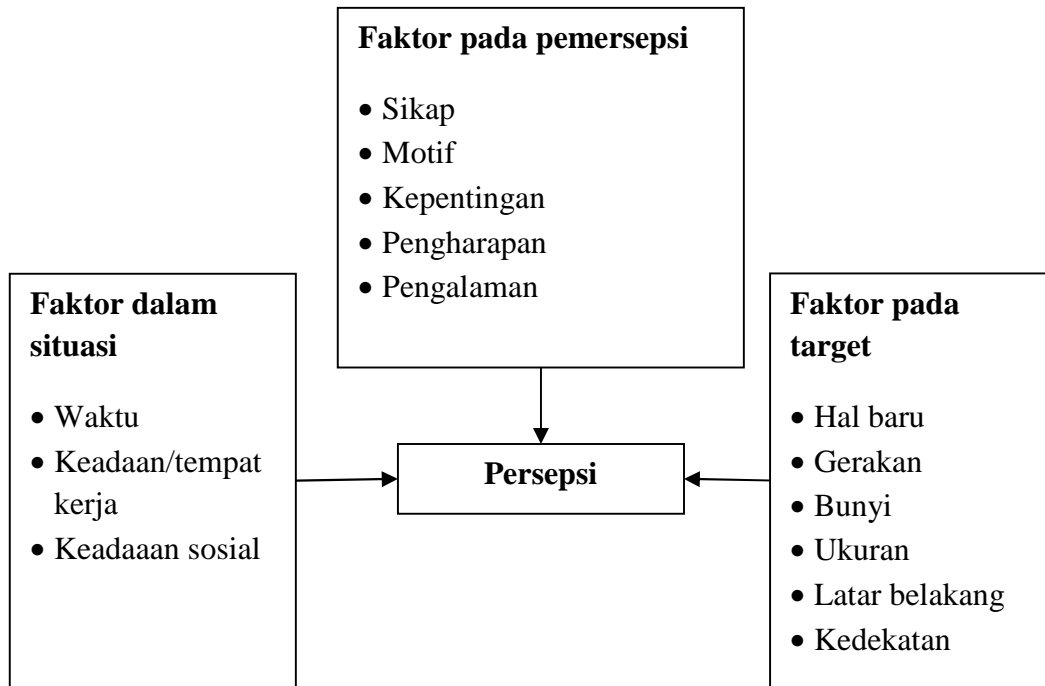 Faktor pada pemersepsi
• Sikap
• Motif
• Kepentingan
• Pengharapan
• Pengalaman
Faktor dalam
situasi
• Waktu
• Keadaan/tempat
kerja
• Keadaaan sosial
Persepsi
Faktor pada
target
• Hal baru
• Gerakan
• Bunyi
• Ukuran
• Latar belakang
• Kedekatan